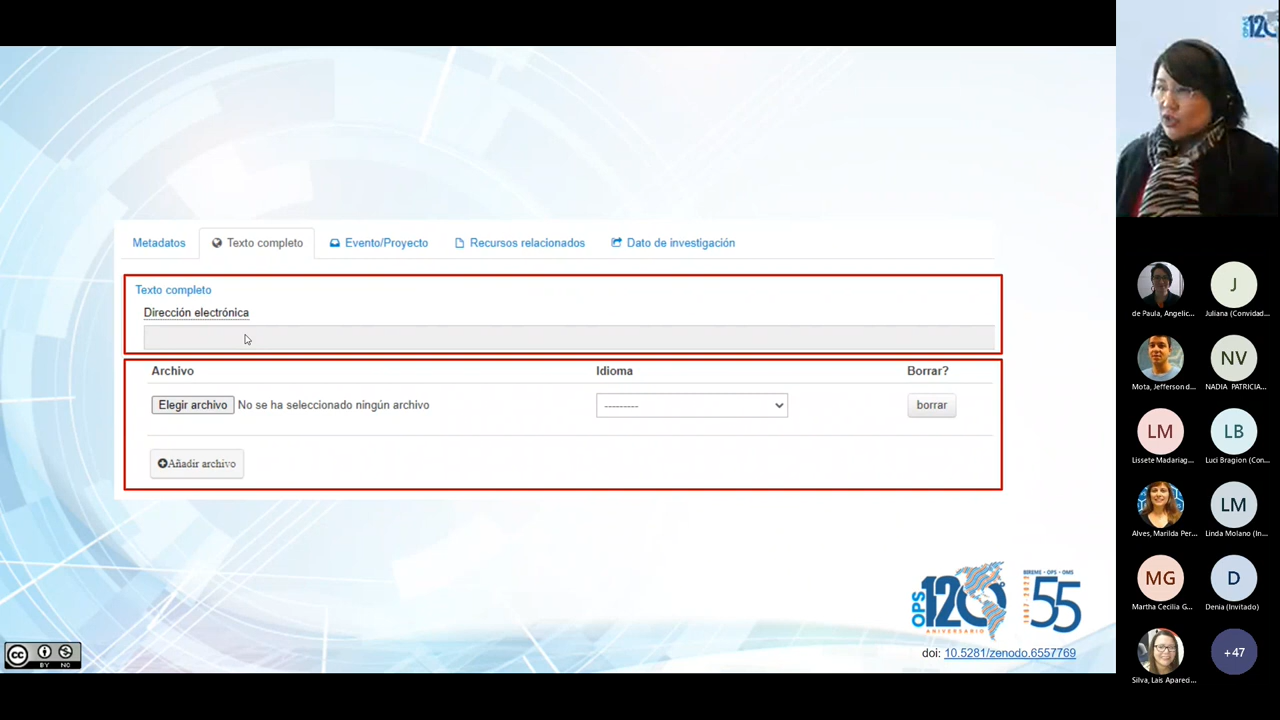 Metadatos
Texto completo
Evento/Proyecto
Recursos relacionados
Dato de investigación
Texto completo
Dirección electrónica
Archivo
Idioma
Borrar?
Elegir archivo
No se ha seleccionado ningún archivo
---------
borrar
Añadir archivo
OPS
120
ANIVERSARIO
BIREME • OPS • OMS
55
doi: 10.5281/zenodo.6557769
cc
BY
NC
de Paula, Angelic...
J
Juliana (Convidad...
Mota, Jefferson d...
NV
NADIA PATRICIA...
LM
Lissete Madariag...
LB
Luci Bragion (Con...
Alves, Marilda Per...
LM
Linda Molano (In...
MG
Martha Cecilia G...
D
Denia (Invitado)
Silva, Lais Apared...
+47